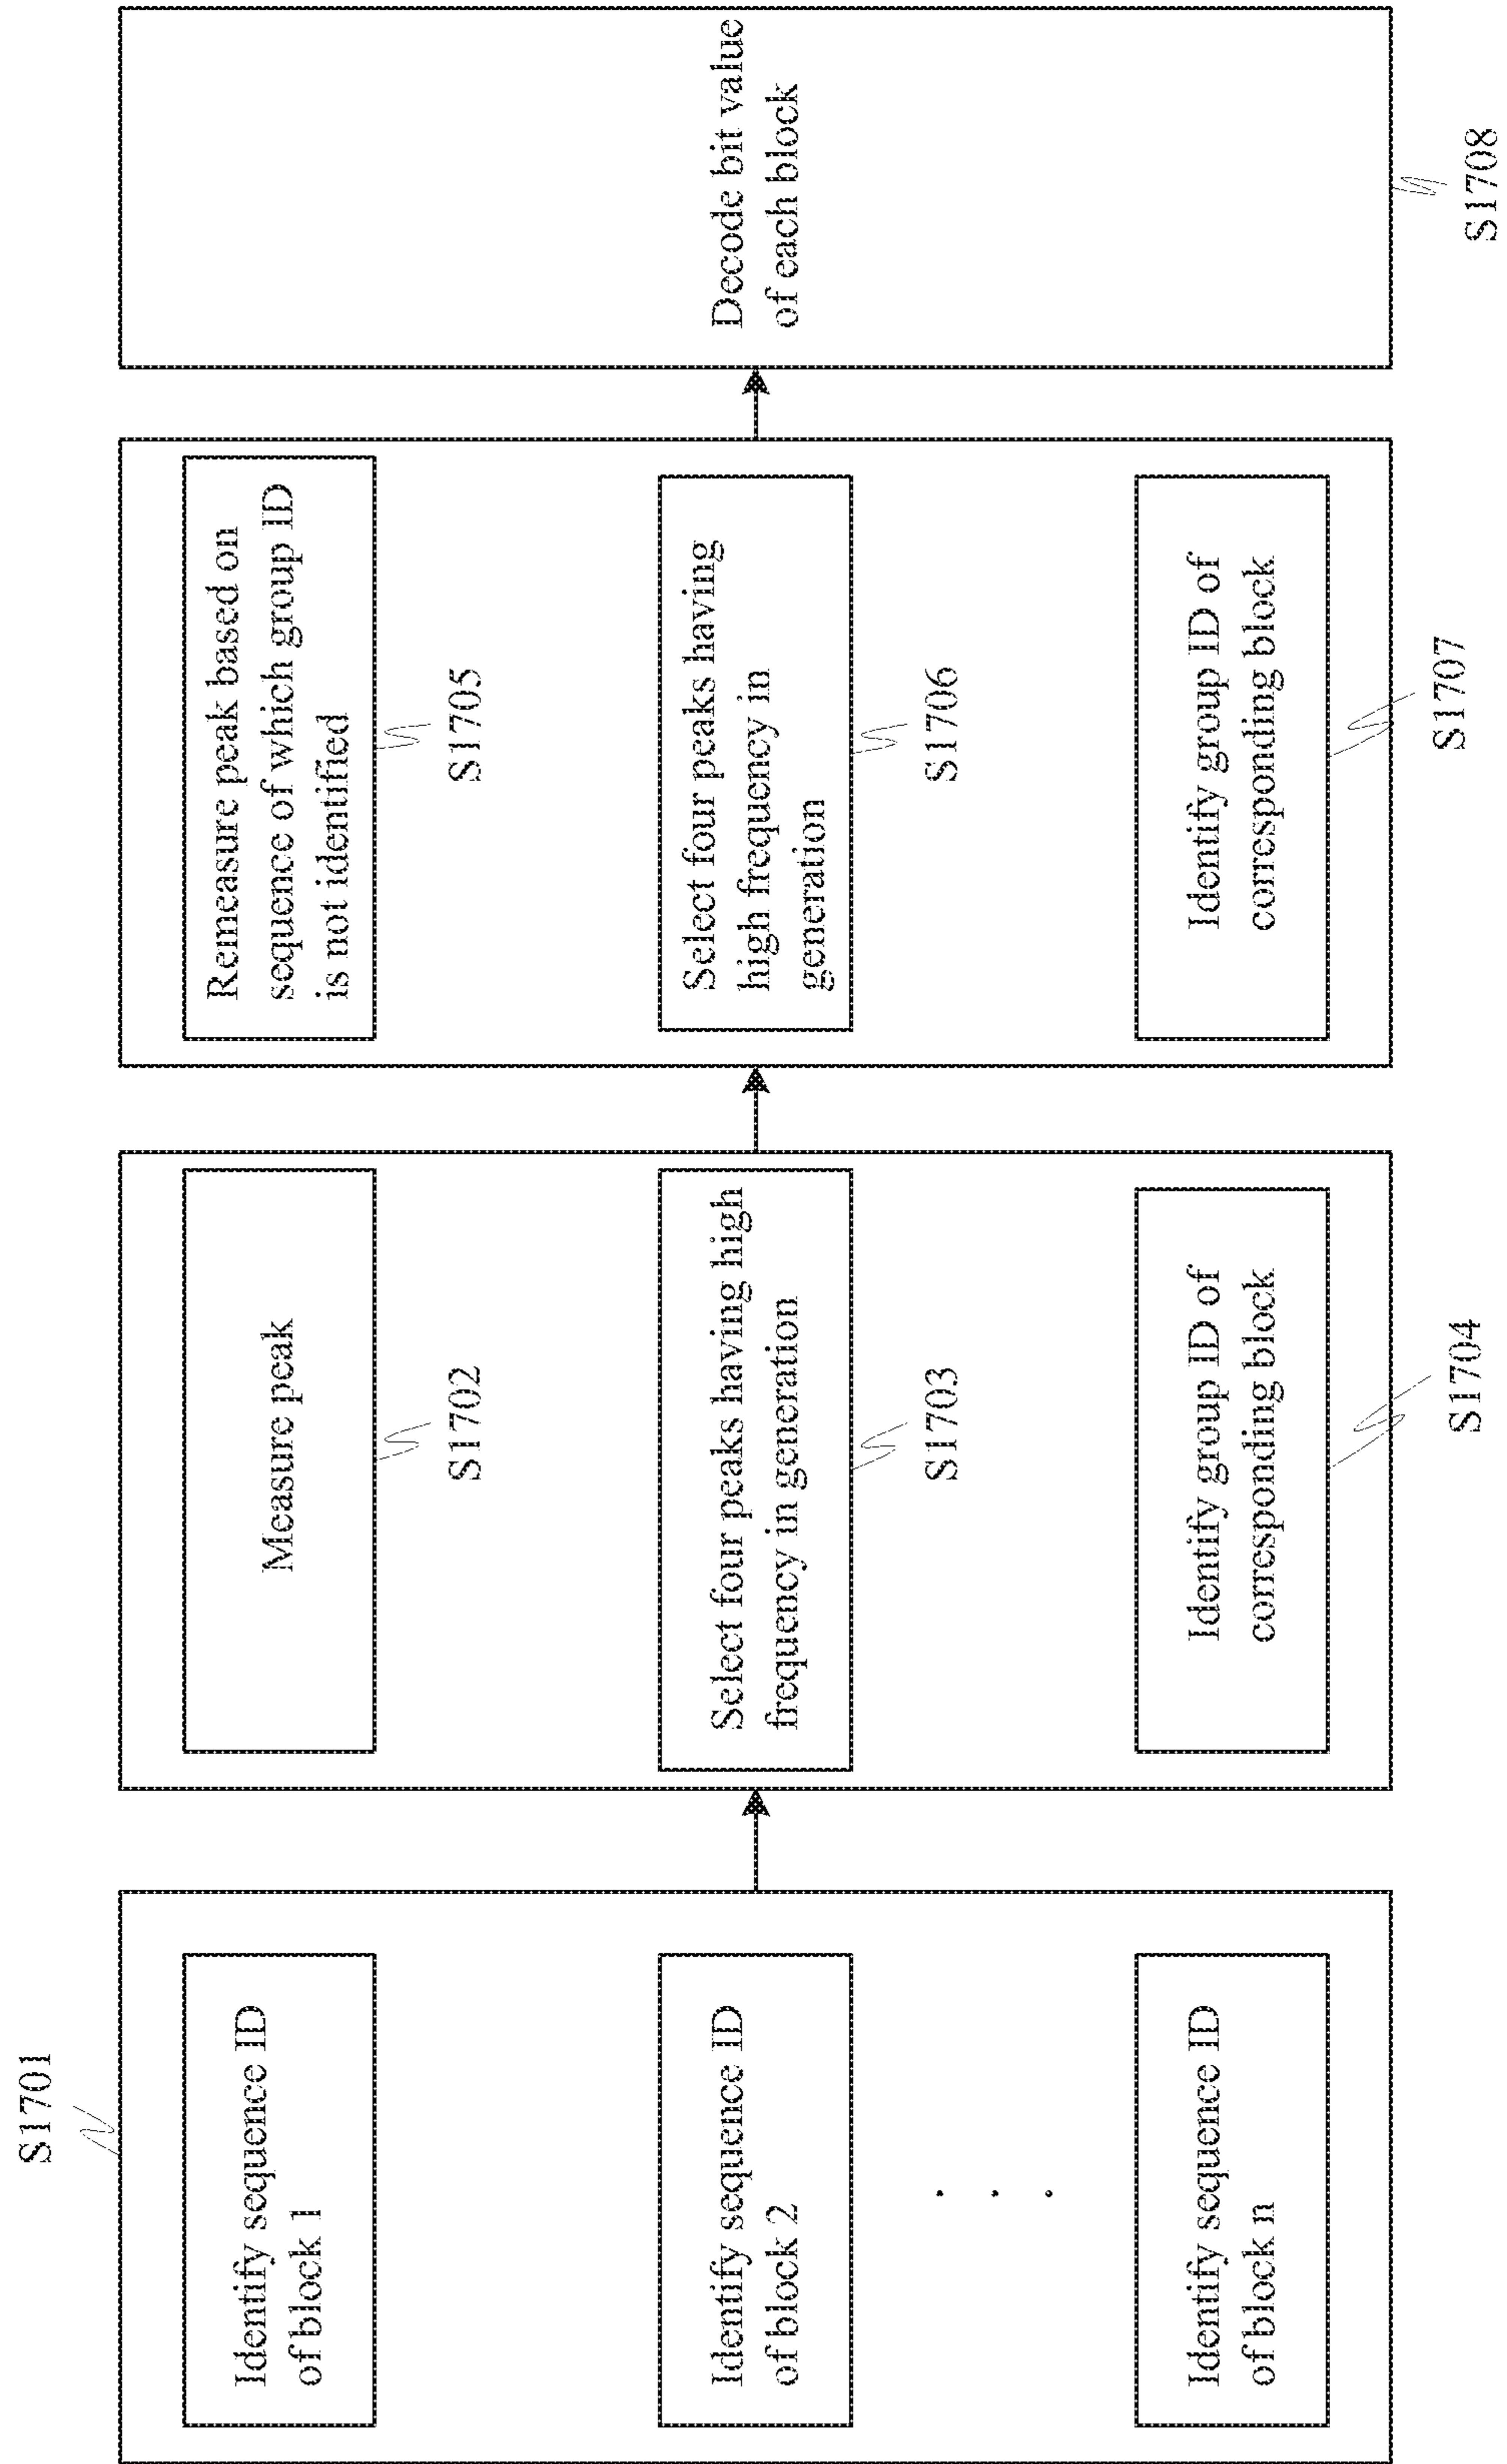 S1701
Identify sequence ID
of block 1
Identify sequence ID
of block 2
. . .
Identify sequence ID
of block n
Measure peak
S1702
Select four peaks having high
frequency in generation
S1703
Identify group ID of
corresponding block
S1704
Remeasure peak based on
sequence of which group ID
is not identified
S1705
Select four peaks having
high frequency in
generation
S1706
Identify group ID of
corresponding block
S1707
Decode bit value
of each block
S1708